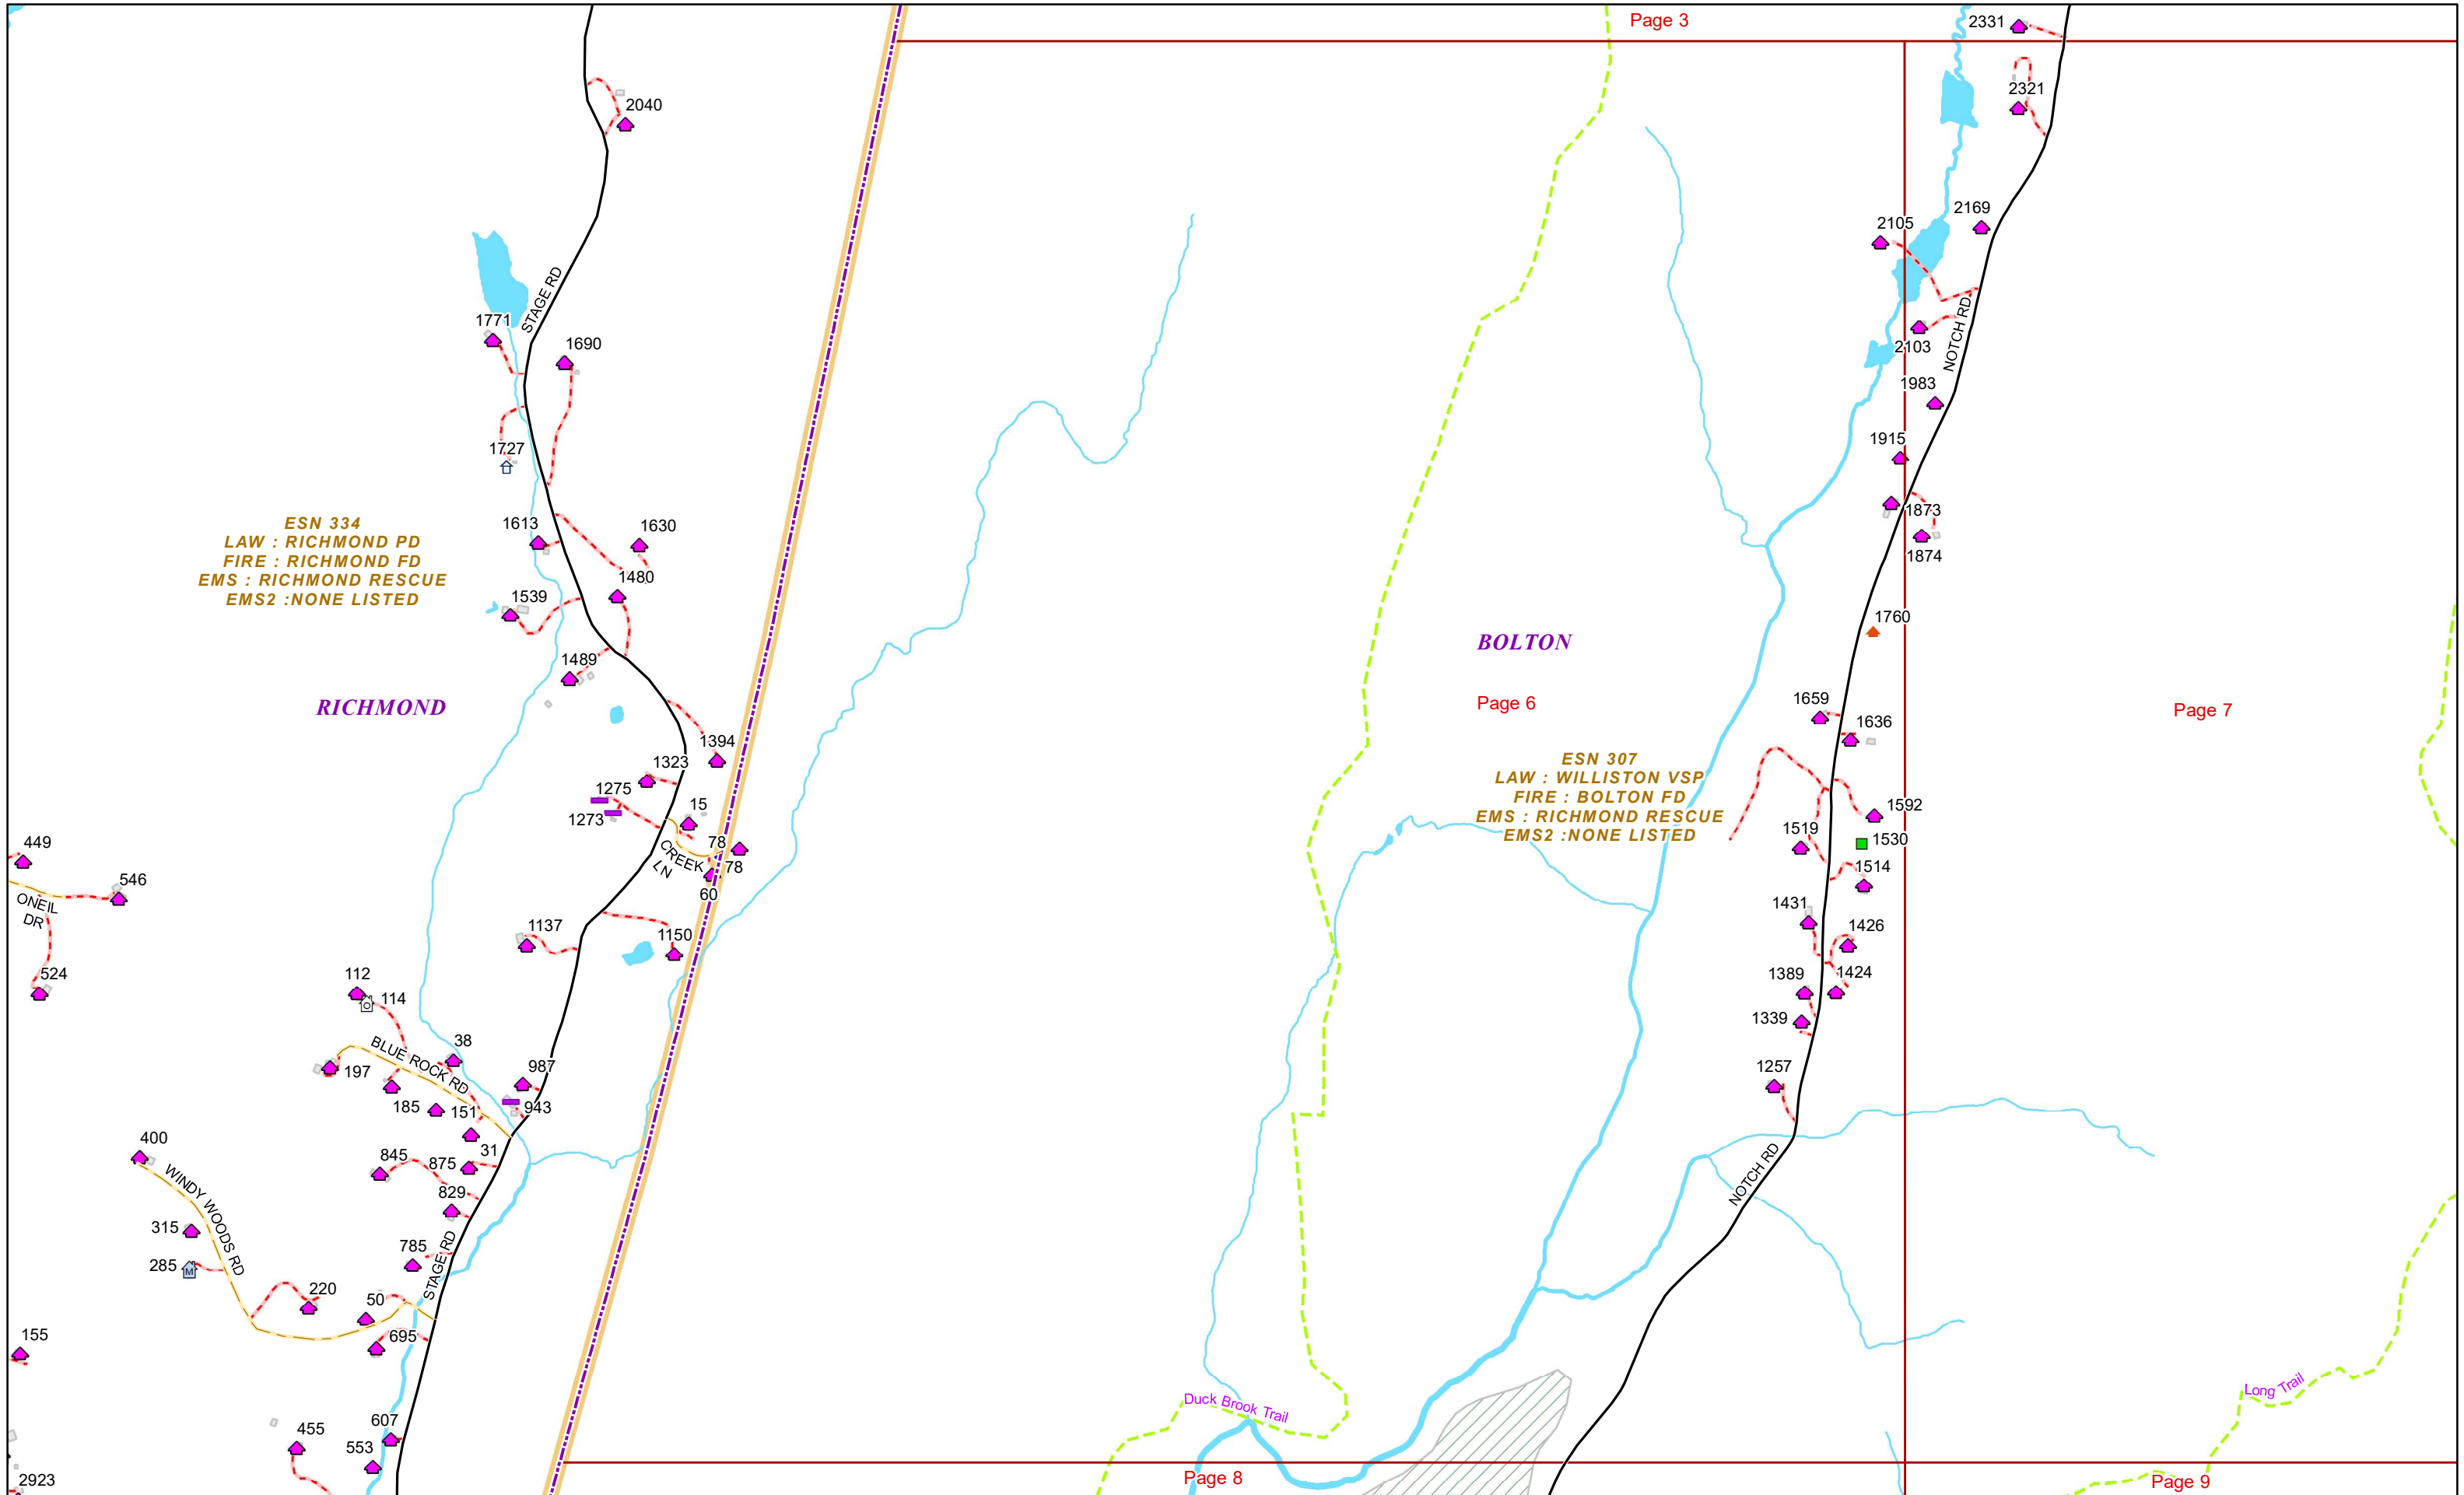 Page 3
2331
2321
2040
2105
2169
STAGE RD
1771
1690
NOTCH RD
2103
1983
1727
1915
1613
1630
1873
1874
ESN 334
LAW : RICHMOND PD
FIRE : RICHMOND FD
EMS : RICHMOND RESCUE
EMS2 :NONE LISTED
1480
1539
1760
BOLTON
1489
RICHMOND
Page 6
Page 7
1659
1636
1394
1323
ESN 307
LAW : WILLISTON VSP
FIRE : BOLTON FD
EMS : RICHMOND RESCUE
EMS2 :NONE LISTED
1275
1273
15
1592
1519
1530
78
78
CREEK
LN
60
449
546
ONEIL
DR
524
1514
1431
1426
1137
1150
1389
1424
112
114
1339
38
BLUE ROCK RD
197
987
1257
185
151
943
31
400
845
875
829
WINDY WOODS RD
NOTCH RD
315
285
M
785
STAGE RD
220
50
695
155
Long Trail
Duck Brook Trail
607
455
553
2923
Page 8
Page 9